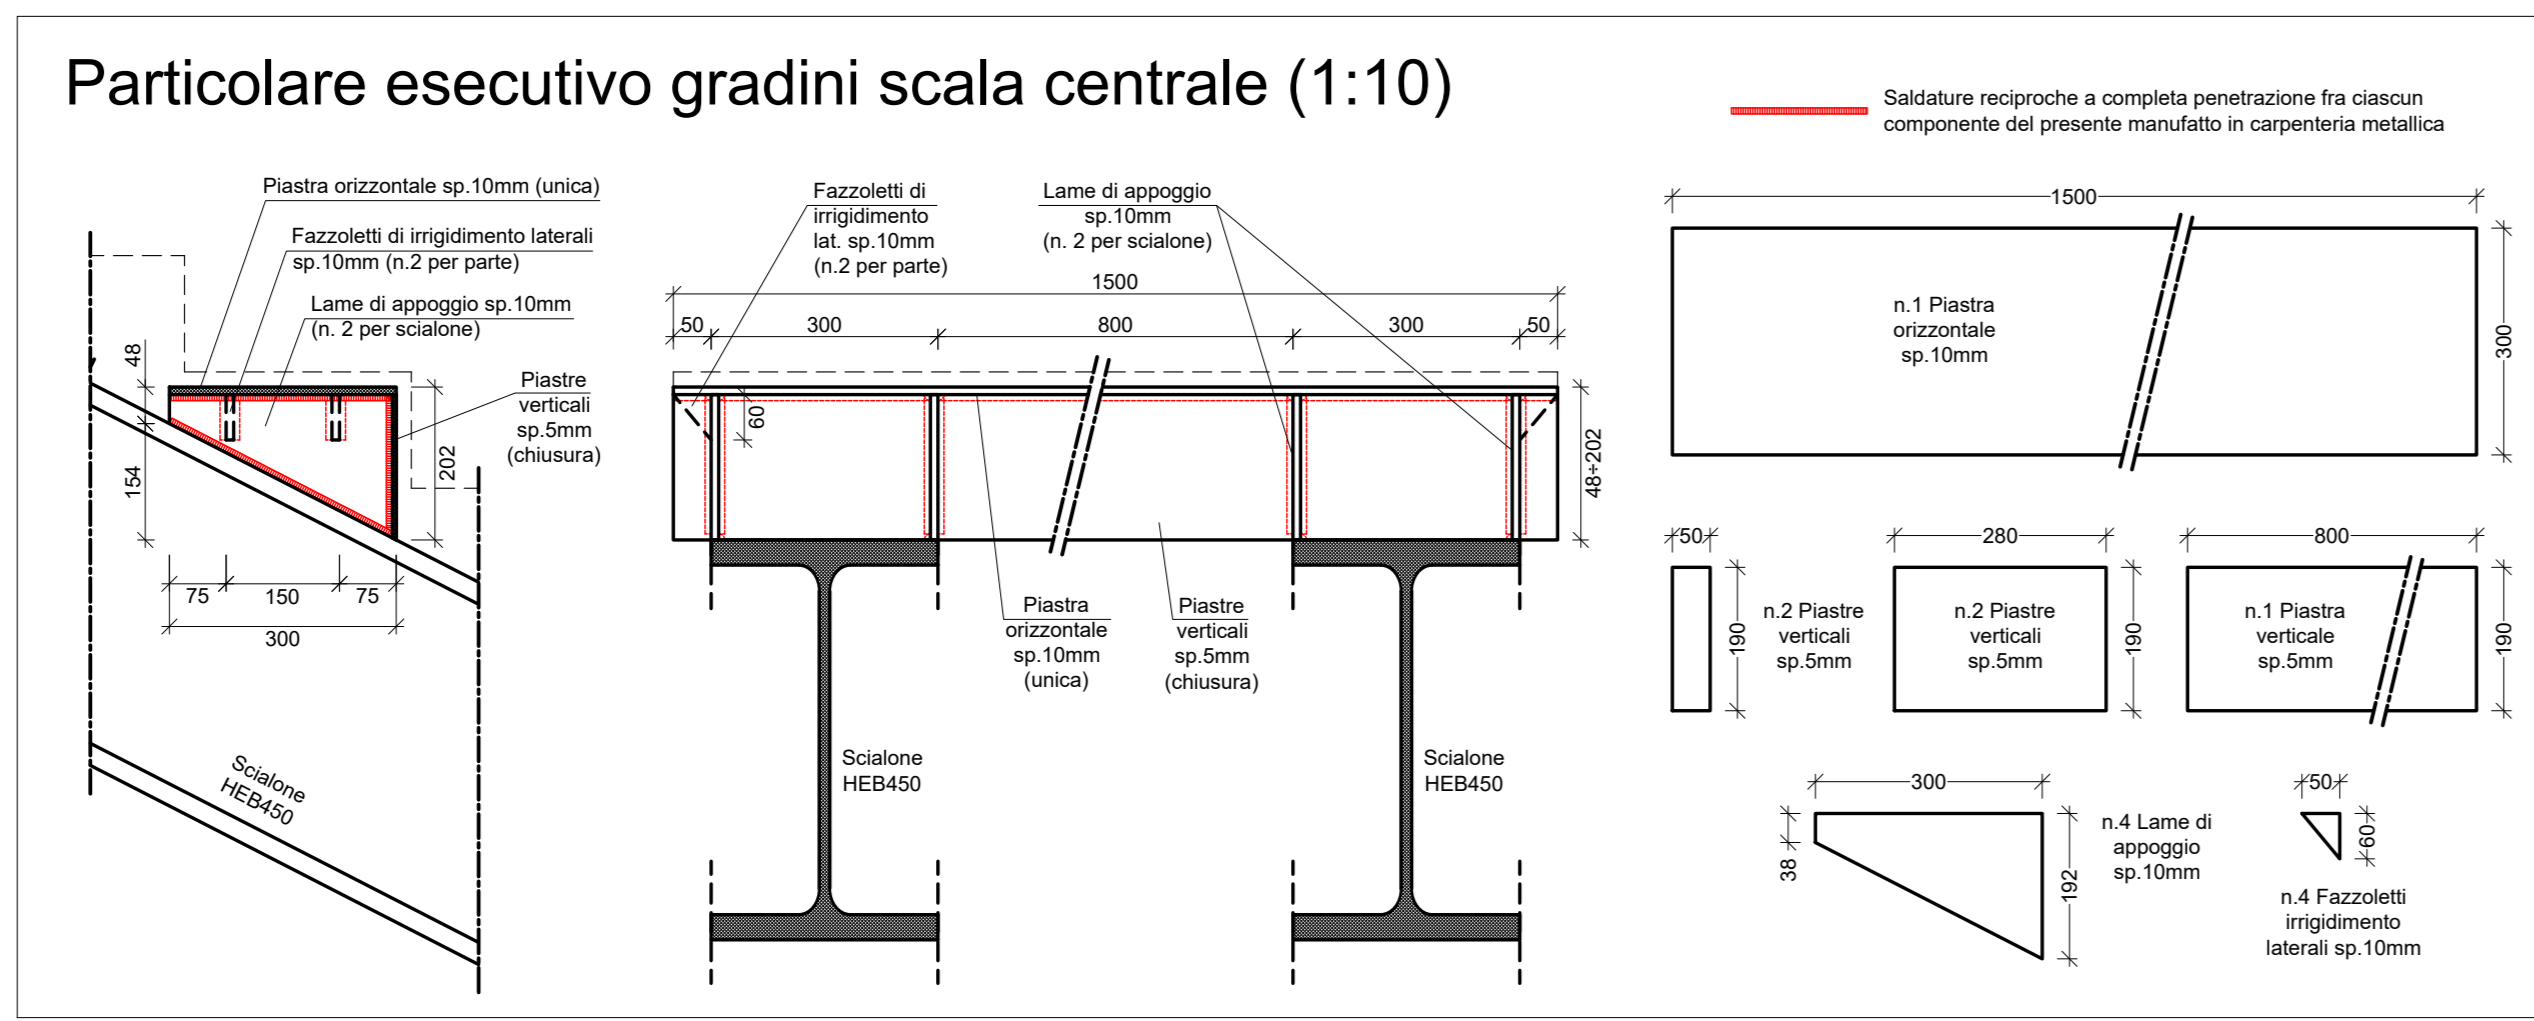 Particolare esecutivo gradini scala centrale (1:10)
Saldature reciproche a completa penetrazione fra ciascun
componente del presente manufatto in carpenteria metallica
Piastra orizzontale sp.10mm (unica)
Fazzoletti di irrigidimento laterali
sp.10mm (n.2 per parte)
Lame di appoggio sp.10mm
(n. 2 per scialone)
Piastre
verticali
sp.5mm
(chiusura)
48
154
202
75
150
75
300
Scialone
HEB450
Fazzoletti di
irrigidimento
lat. sp.10mm
(n.2 per parte)
Lame di appoggio
sp.10mm
(n. 2 per scialone)
1500
50
300
800
300
50
60
48÷202
Piastra
orizzontale
sp.10mm
(unica)
Piastre
verticali
sp.5mm
(chiusura)
Scialone
HEB450
Scialone
HEB450
1500
n.1 Piastra
orizzontale
sp.10mm
300
50
n.2 Piastre
verticali
sp.5mm
190
280
n.2 Piastre
verticali
sp.5mm
190
800
n.1 Piastra
verticale
sp.5mm
190
300
38
192
n.4 Lame di
appoggio
sp.10mm
50
60
n.4 Fazzoletti
irrigidimento
laterali sp.10mm